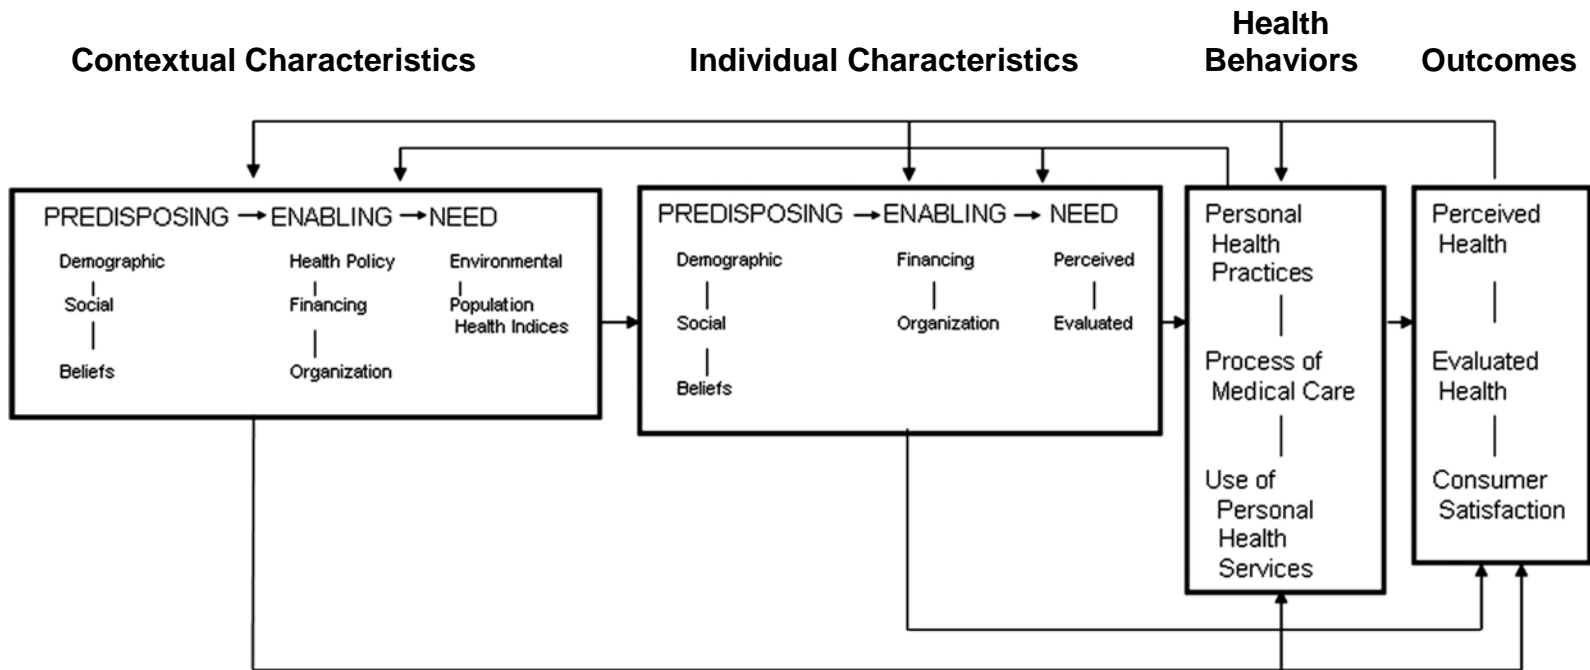 Contextual Characteristics
Individual Characteristics
Health
Behaviors
Outcomes
PREDISPOSING
ENABLING
NEED
Demographic
Social
Beliefs
Health Policy
Financing
Organization
Environmental
Population
Health Indices
PREDISPOSING
ENABLING
NEED
Demographic
Social
Beliefs
Financing
Organization
Perceived
Evaluated
Personal
Health
Practices
Process of
Medical Care
Use of
Personal
Health
Services
Perceived
Health
Evaluated
Health
Consumer
Satisfaction